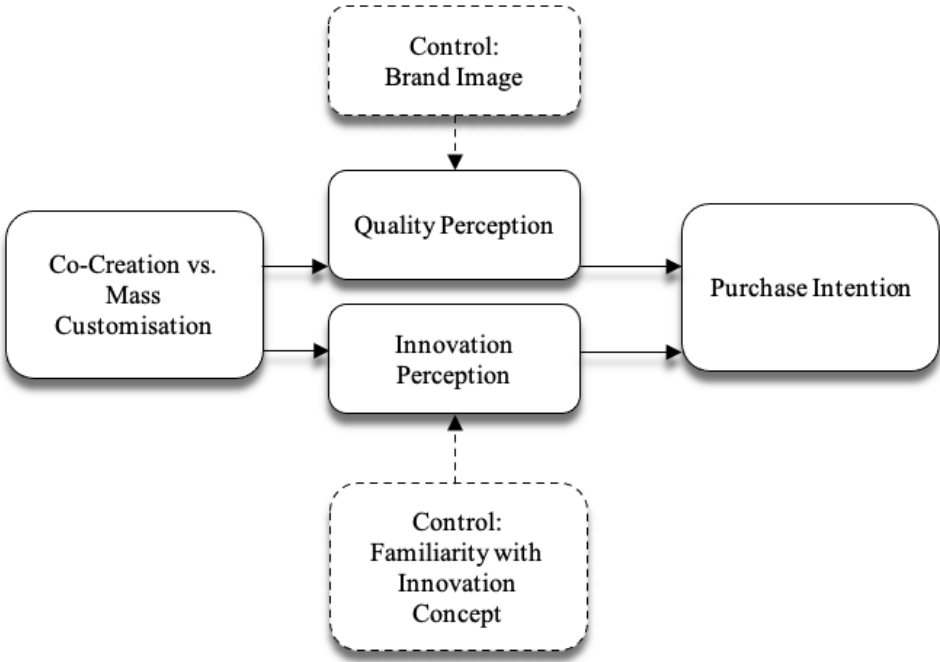 Control:
Brand Image
Quality Perception
Co-Creation vs.
Mass
Customisation
Purchase Intention
Innovation
Perception
Control:
Familiarity with
Innovation
Concept